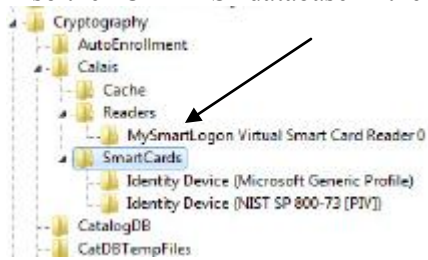 Cryptography
AutoEnrollment
Calais
Cache
Readers
MySmartLogon Virtual Smart Card Reader 0
SmartCards
Identity Device (Microsoft Generic Profile)
Identity Device (NIST SP 800-73 [PIV])
CatalogDB
CatDBTempFiles